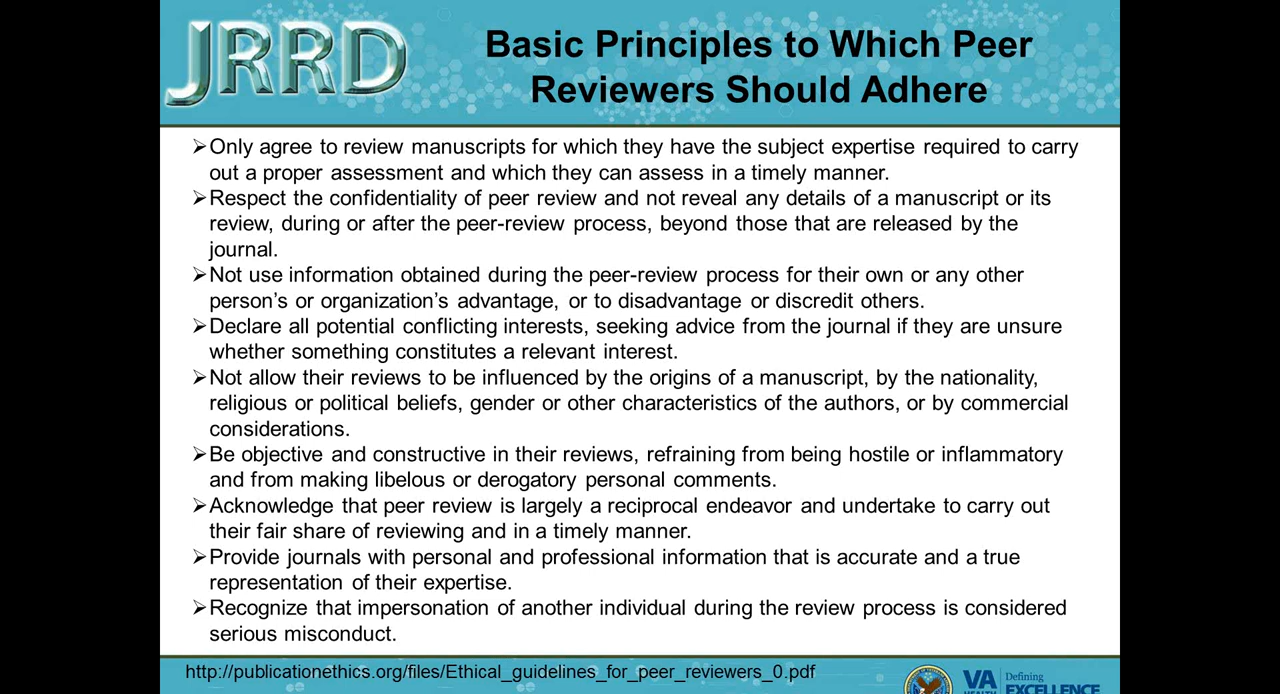 JRRD
Basic Principles to Which Peer
Reviewers Should Adhere
➢Only agree to review manuscripts for which they have the subject expertise required to carry
out a proper assessment and which they can assess in a timely manner.
➢Respect the confidentiality of peer review and not reveal any details of a manuscript or its
review, during or after the peer-review process, beyond those that are released by the
journal.
➢Not use information obtained during the peer-review process for their own or any other
person's or organization's advantage, or to disadvantage or discredit others.
➢Declare all potential conflicting interests, seeking advice from the journal if they are unsure
whether something constitutes a relevant interest.
➢Not allow their reviews to be influenced by the origins of a manuscript, by the nationality,
religious or political beliefs, gender or other characteristics of the authors, or by commercial
considerations.
➢Be objective and constructive in their reviews, refraining from being hostile or inflammatory
and from making libelous or derogatory personal comments.
➢Acknowledge that peer review is largely a reciprocal endeavor and undertake to carry out
their fair share of reviewing and in a timely manner.
➢Provide journals with personal and professional information that is accurate and a true
representation of their expertise.
➢Recognize that impersonation of another individual during the review process is considered
serious misconduct.
http://publicationethics.org/files/Ethical_guidelines_for_peer_reviewers_0.pdf
VA
HEALTH
Defining
EXCELLENCE